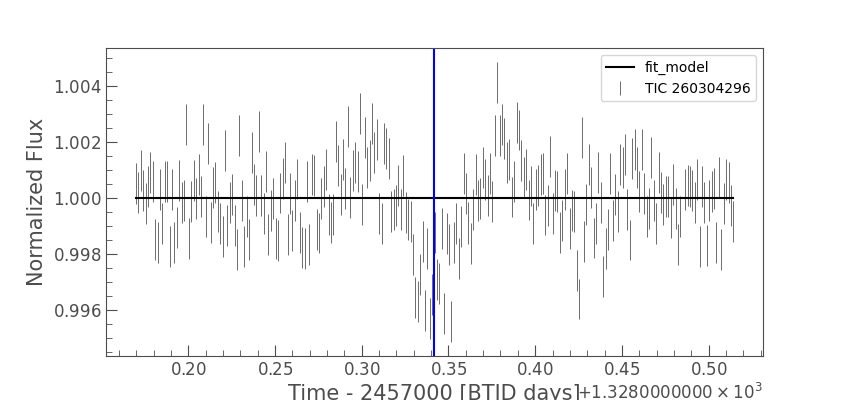 fit_model
TIC 260304296
1.004
1.002
1.000
0.998
0.996
Normalized Flux
0.20 0.25 0.30 0.35 0.40 0.45 0.50
Time - 2457000 [BTJD days]
+1.3280000000 × 10³